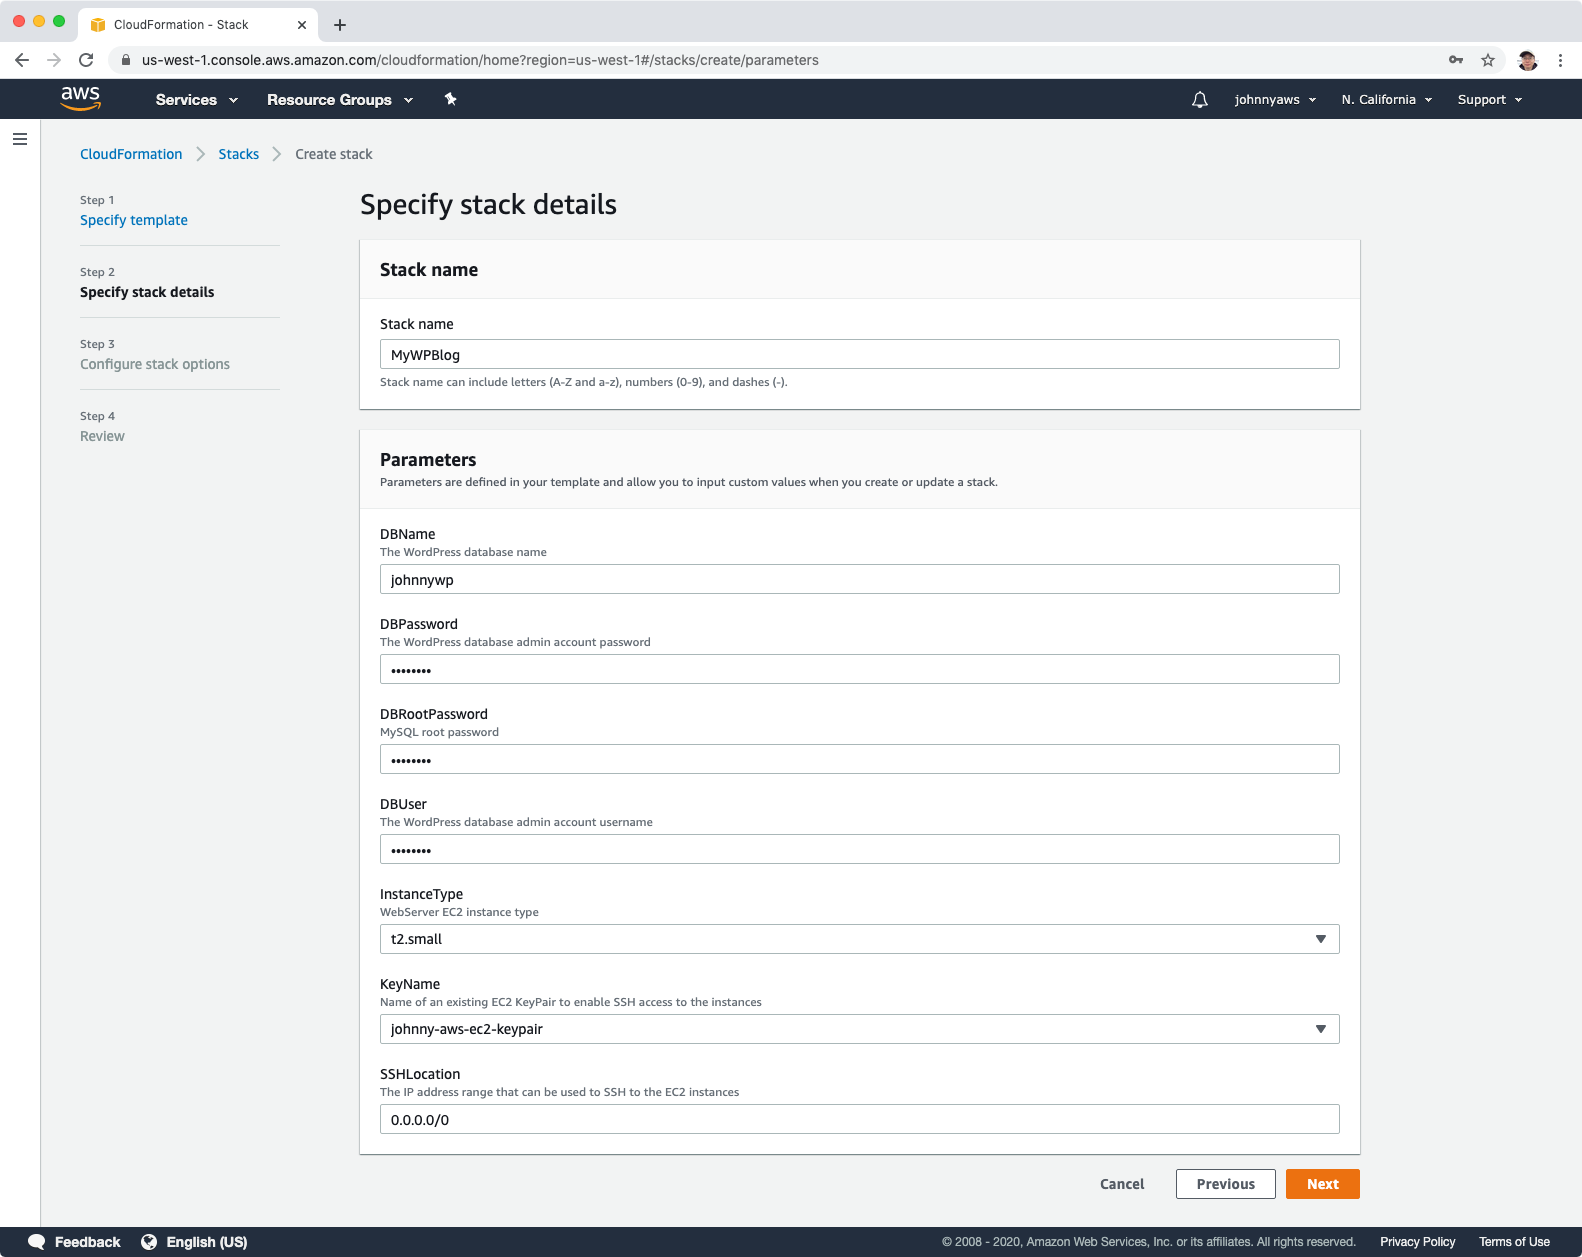 CloudFormation - Stack
us-west-1.console.aws.amazon.com/cloudformation/home?region=us-west-1#/stacks/create/parameters
aws Services Resource Groups johnnyaws N. California Support
CloudFormation Stacks Create stack
Step 1
Specify template
Step 2
Specify stack details
Step 3
Configure stack options
Step 4
Review
Specify stack details
Stack name
Stack name
MyWPBlog
Stack name can include letters (A-Z and a-z), numbers (0-9), and dashes (-).
Parameters
Parameters are defined in your template and allow you to input custom values when you create or update a stack.
DBName
The WordPress database name
johnnywp
DBPassword
The WordPress database admin account password
••••••••
DBRootPassword
MySQL root password
••••••••
DBUser
The WordPress database admin account username
••••••••
InstanceType
WebServer EC2 instance type
t2.small
KeyName
Name of an existing EC2 KeyPair to enable SSH access to the instances
johnny-aws-ec2-keypair
SSHLocation
The IP address range that can be used to SSH to the EC2 instances
0.0.0.0/0
Cancel Previous Next
Feedback English (US) © 2008 - 2020, Amazon Web Services, Inc. or its affiliates. All rights reserved. Privacy Policy Terms of Use